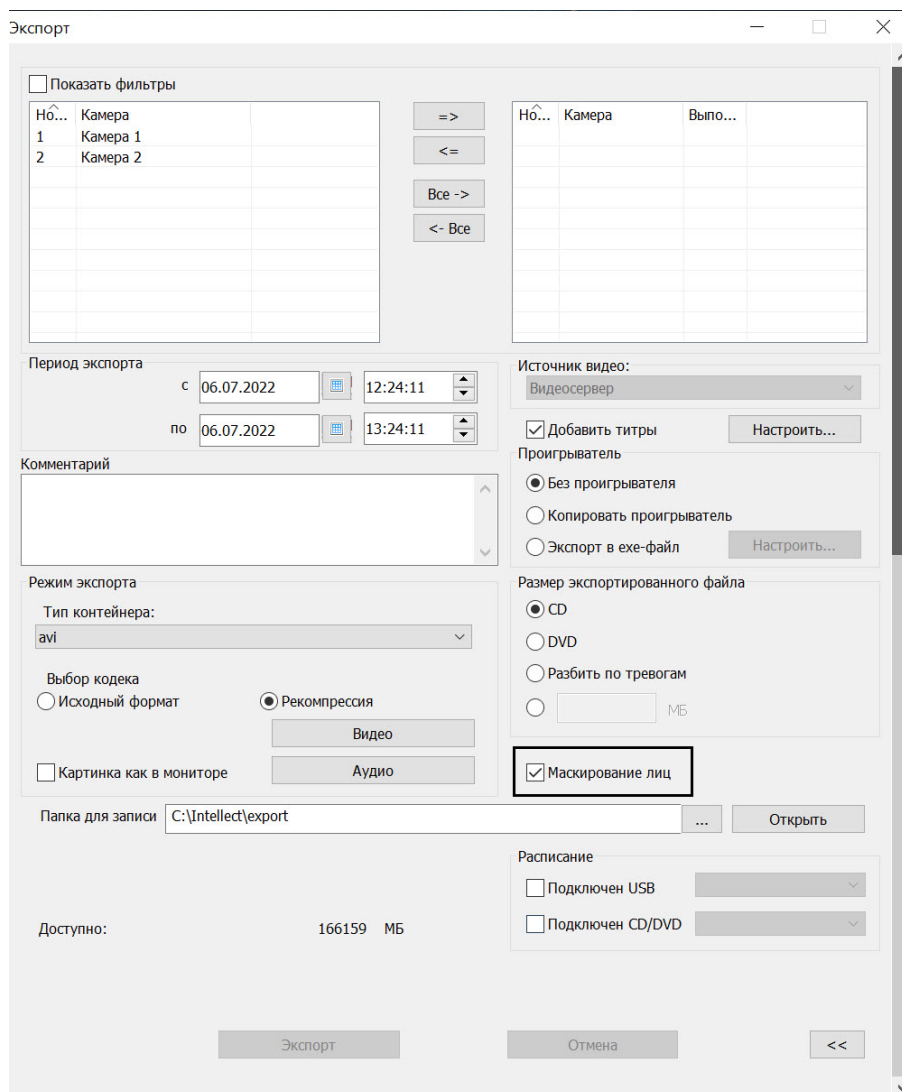 Экспорт
Показать фильтры
Но... Камера
1 Камера 1
2 Камера 2
=>
<=
Все ->
<- Все
Но... Камера Выпо...
Период экспорта
с 06.07.2022 12:24:11
по 06.07.2022 13:24:11
Источник видео:
Видеосервер
Добавить титры Настроить...
Комментарий
Проигрыватель
Без проигрывателя
Копировать проигрыватель
Экспорт в exe-файл Настроить...
Режим экспорта
Тип контейнера:
avi
Выбор кодека
Исходный формат Рекомпрессия
Видео
Картинка как в мониторе Аудио
Размер экспортированного файла
CD
DVD
Разбить по тревогам
МБ
Маскирование лиц
Папка для записи C:\Intellect\export ... Открыть
Расписание
Подключен USB
Подключен CD/DVD
Доступно: 166159 МБ
Экспорт Отмена <<